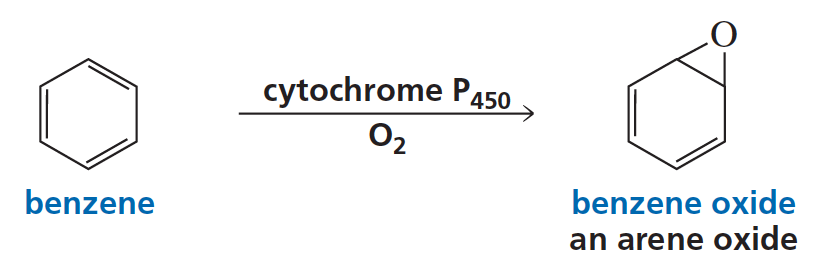 O
cytochrome P450
O2
benzene
benzene oxide
an arene oxide